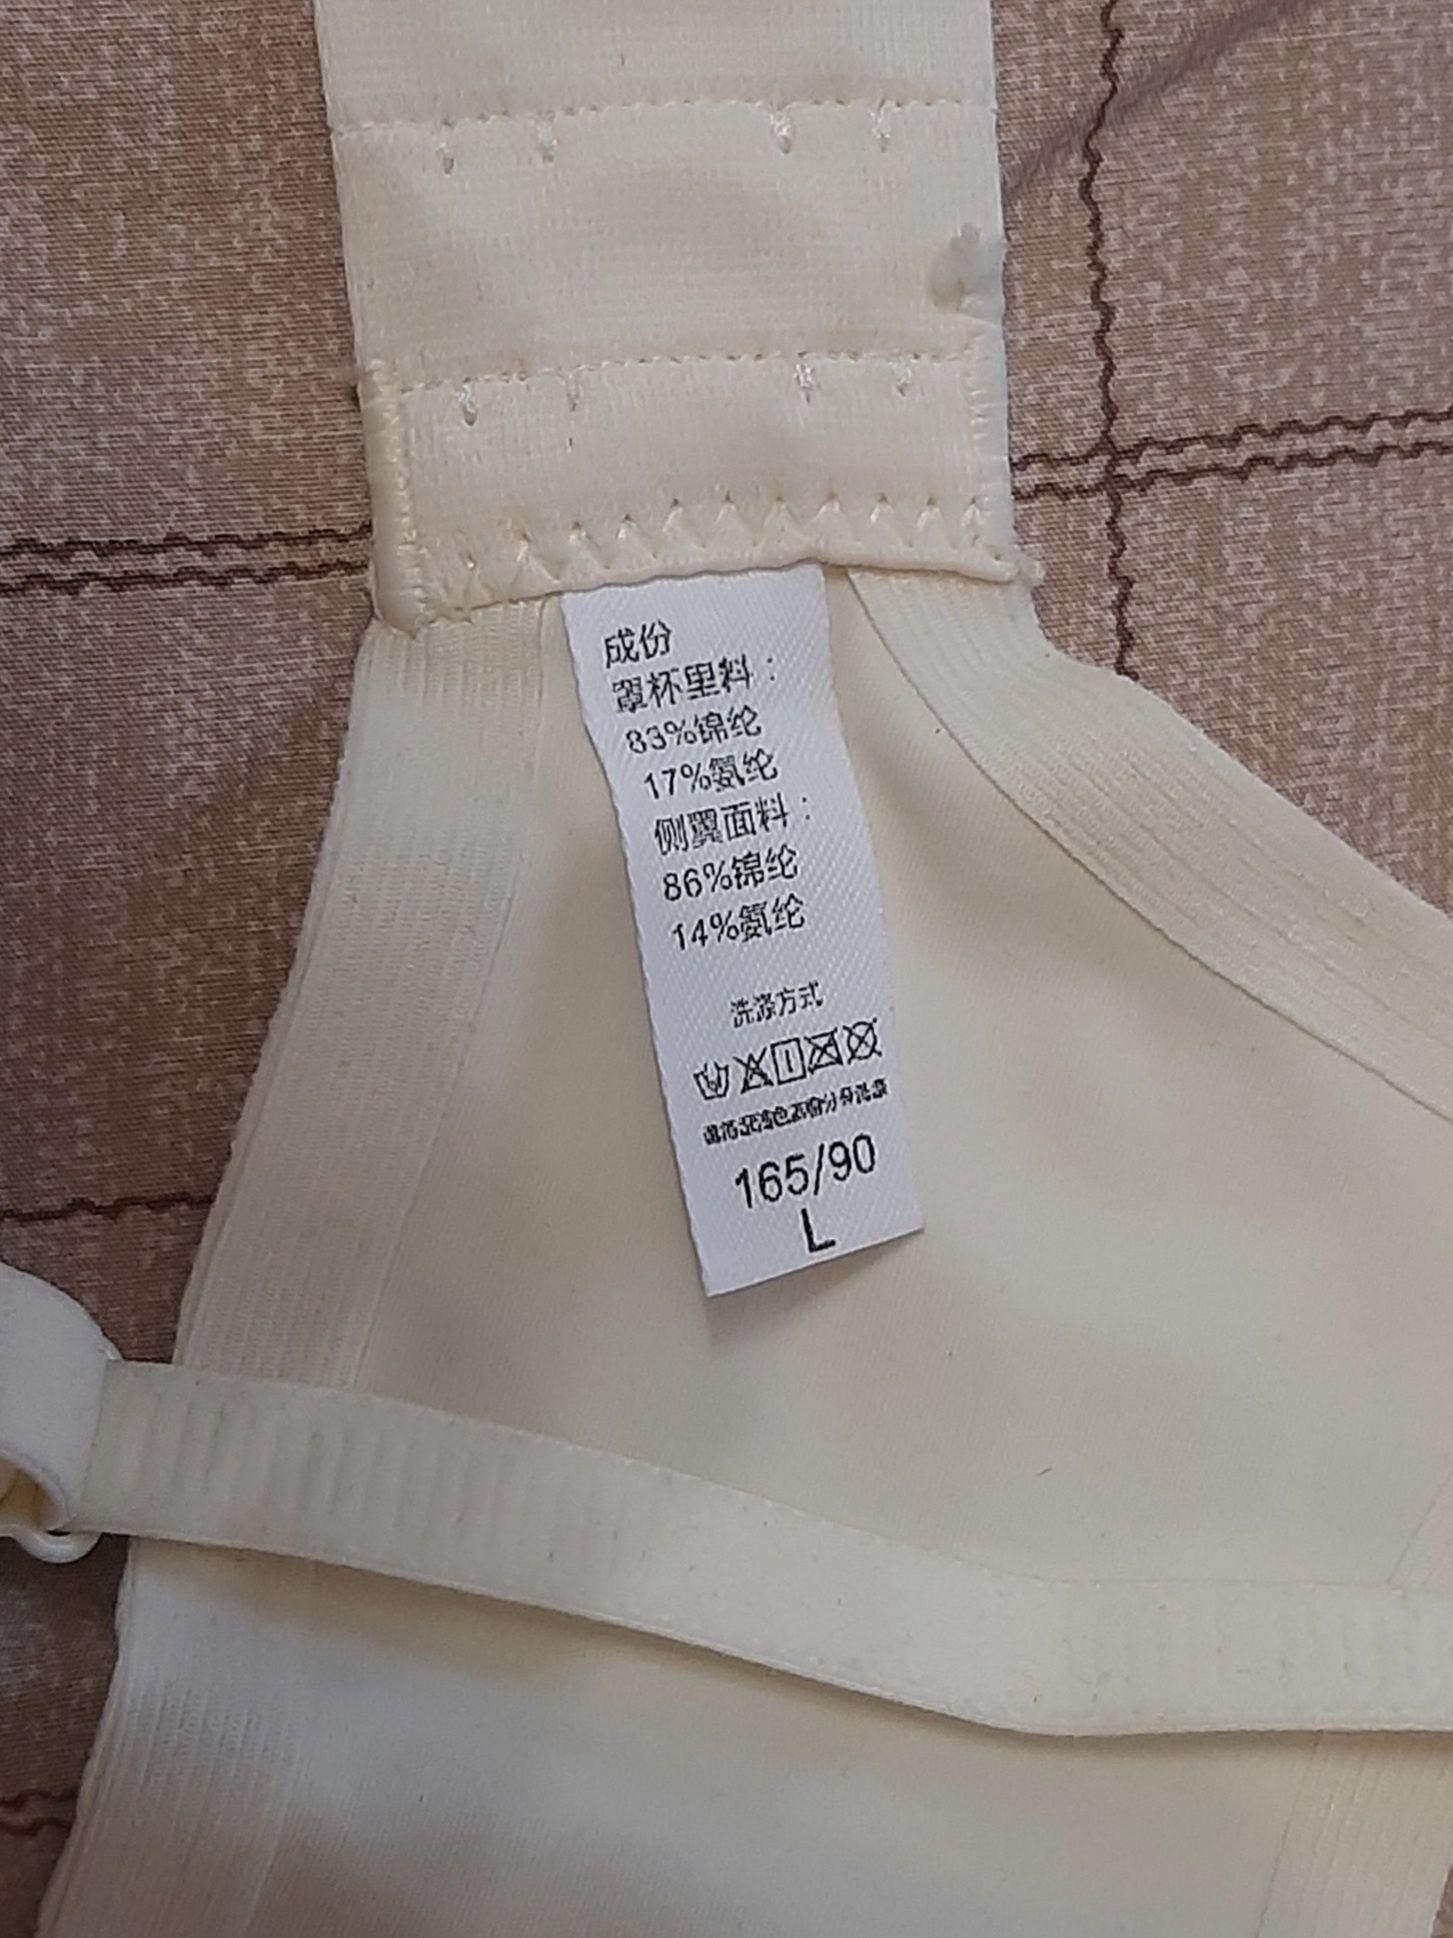 成份
罩杯里料：
83%锦纶
17%氨纶
侧翼面料：
86%锦纶
14%氨纶
洗涤方式
165/90
L